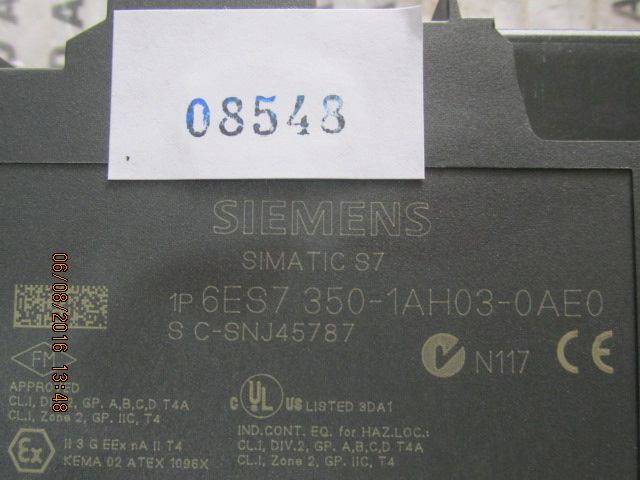 08548
SIEMENS
SIMATIC S7
1P 6ES7 350-1AH03-0AE0
S C-SNJ45787
FM
APPROVED
CL.I, DIV.2, GP. A,B,C,D T4A
CL.I, Zone 2, GP. IIC, T4
Ex
II 3 G EEx nA II T4
KEMA 02 ATEX 1096X
C UL US LISTED 3DA1
IND.CONT. EQ. for HAZ.LOC.:
CL.I, DIV.2, GP. A,B,C,D T4A
CL.I, Zone 2, GP. IIC, T4
N117
CE
06/08/2016 13:48